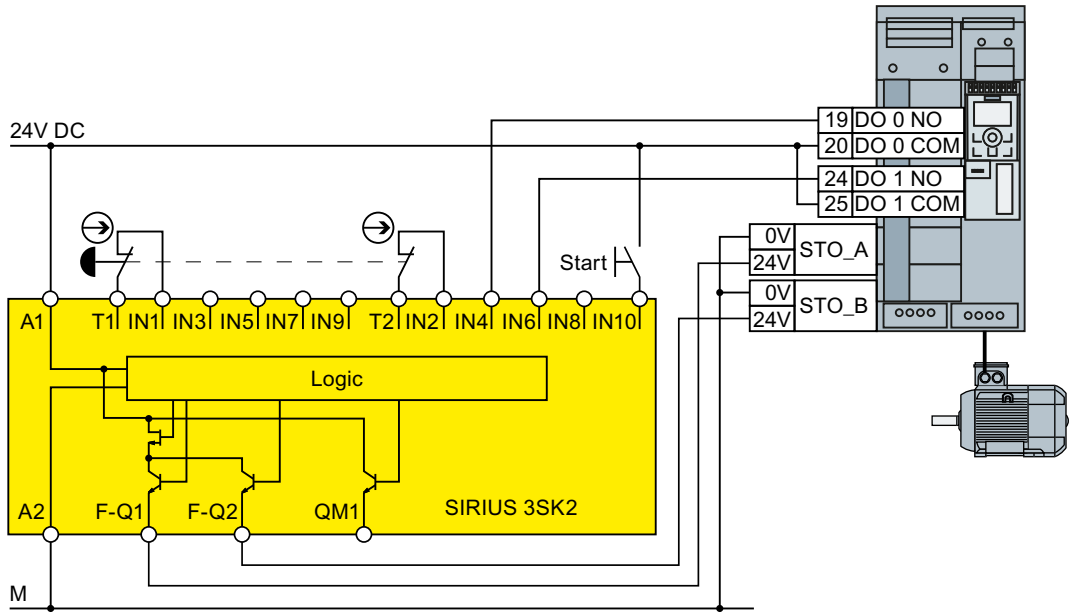 19 DO 0 NO
24V DC
20 DO 0 COM
24 DO 1 NO
25 DO 1 COM
0V
STO_A
24V
Start
0V
STO_B
24V
A1 T1 IN1 IN3 IN5 IN7 IN9 T2 IN2 IN4 IN6 IN8 IN10
Logic
A2 F-Q1 F-Q2 QM1 SIRIUS 3SK2
M